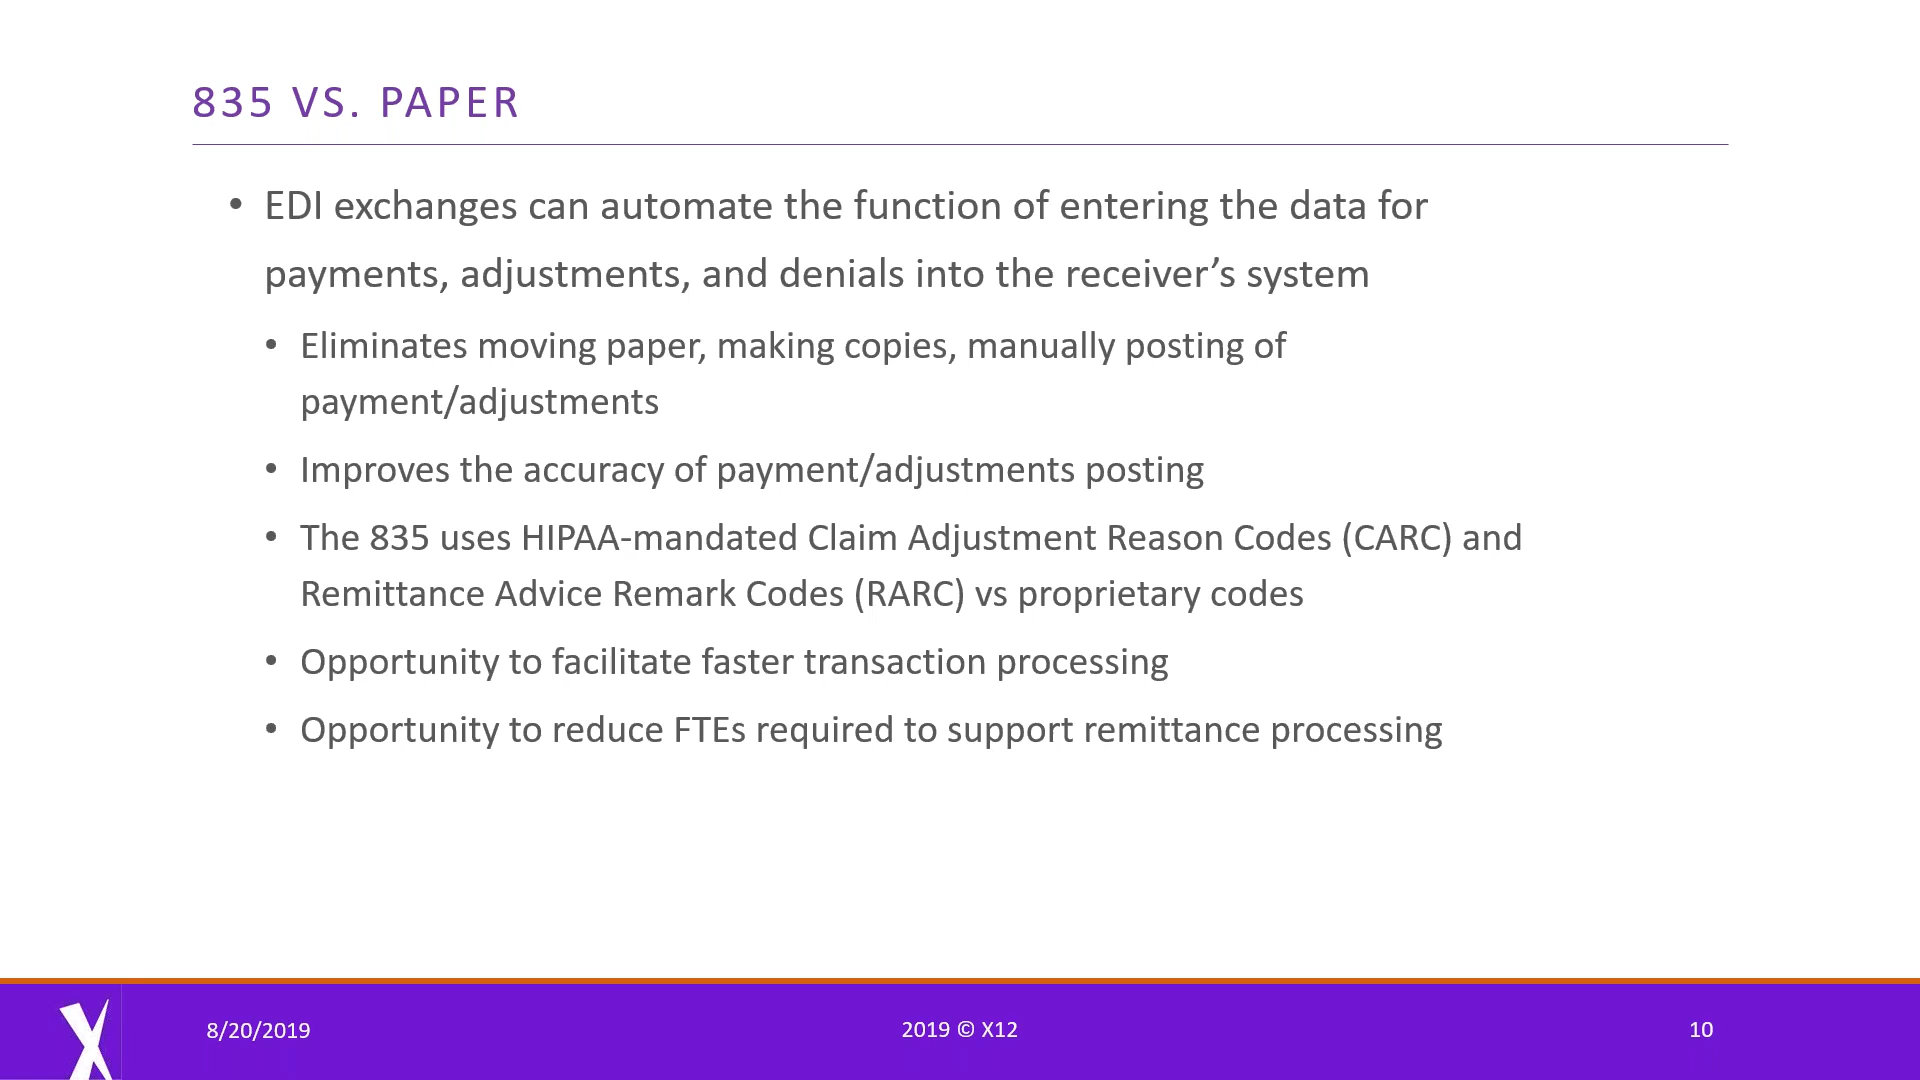 835 VS. PAPER
• EDI exchanges can automate the function of entering the data for
payments, adjustments, and denials into the receiver’s system
• Eliminates moving paper, making copies, manually posting of
payment/adjustments
• Improves the accuracy of payment/adjustments posting
• The 835 uses HIPAA-mandated Claim Adjustment Reason Codes (CARC) and
Remittance Advice Remark Codes (RARC) vs proprietary codes
• Opportunity to facilitate faster transaction processing
• Opportunity to reduce FTEs required to support remittance processing
X
8/20/2019
2019 © X12
10